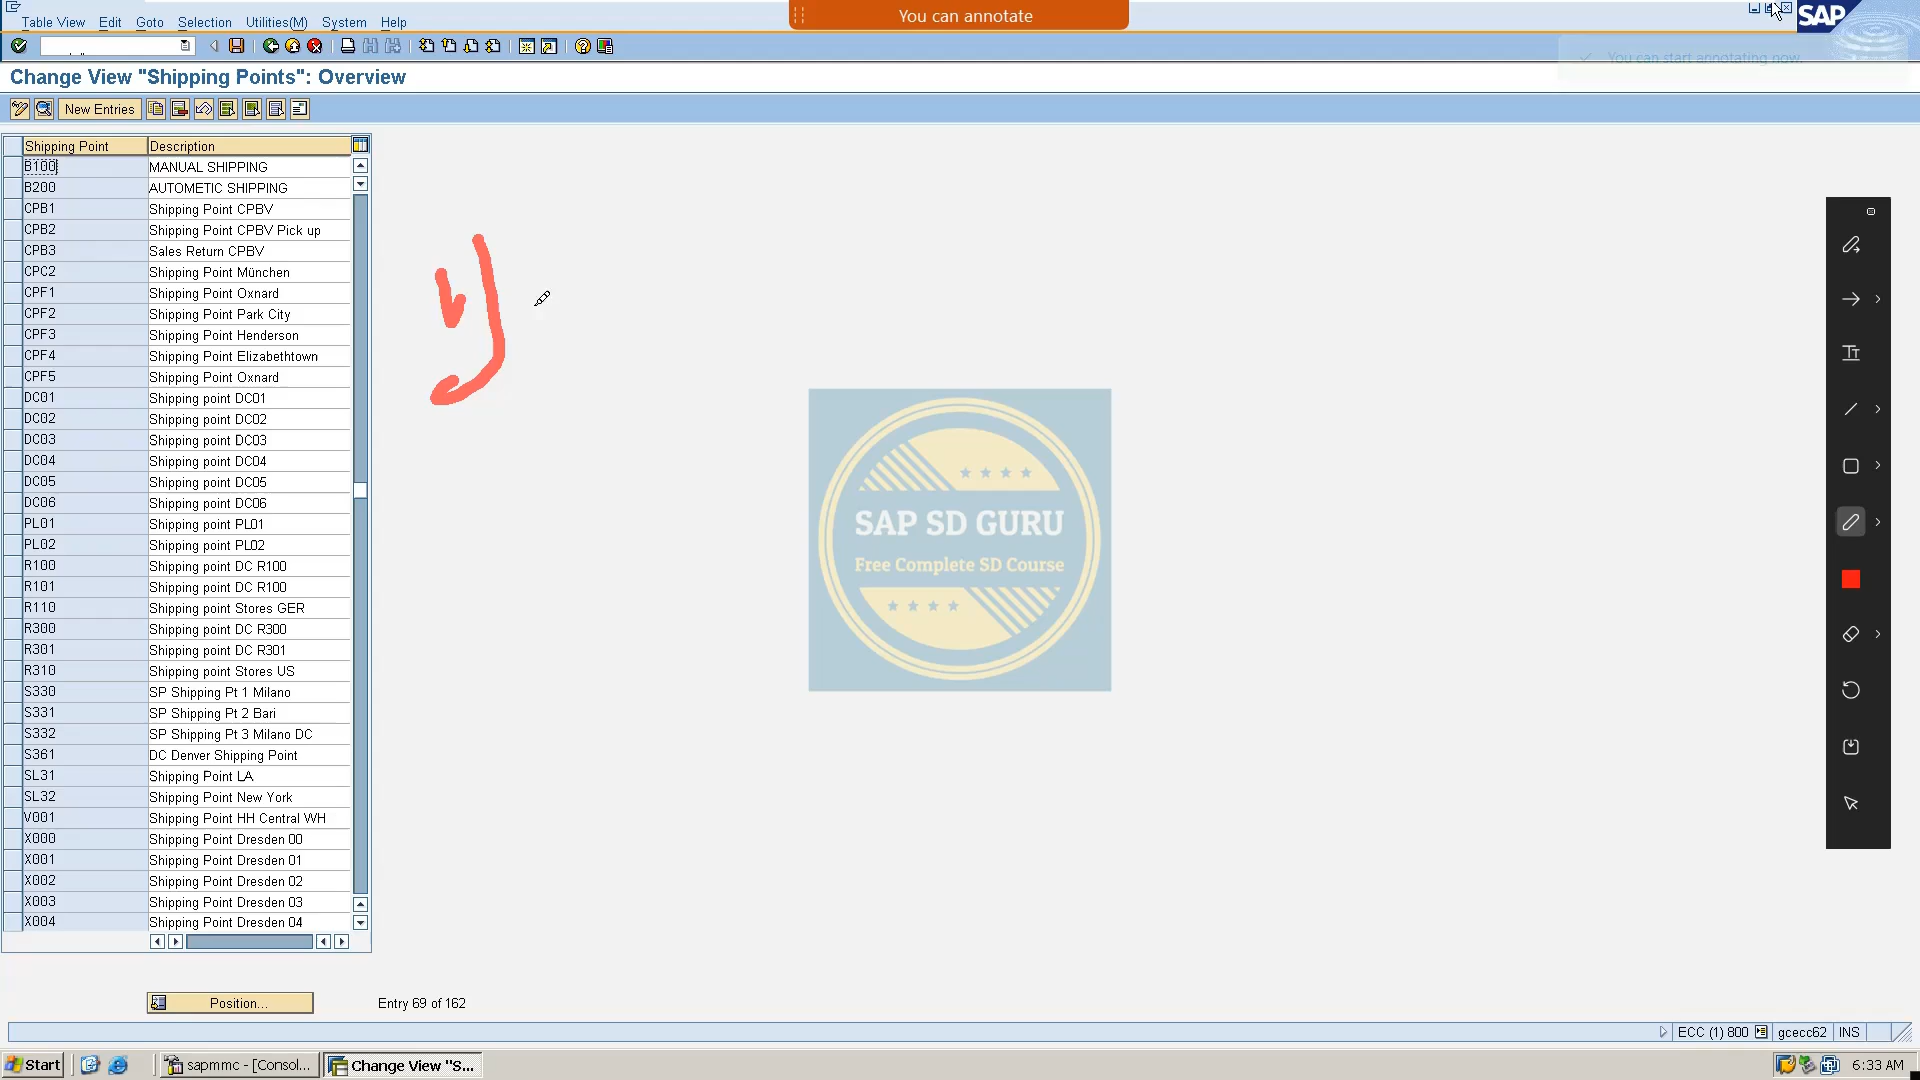 You can annotate
Table View Edit Goto Selection Utilities(M) System Help
SAP
You can start annotating now.
Change View "Shipping Points": Overview
New Entries
Shipping Point Description
B100 MANUAL SHIPPING
B200 AUTOMETIC SHIPPING
CPB1 Shipping Point CPBV
CPB2 Shipping Point CPBV Pick up
CPB3 Sales Return CPBV
CPC2 Shipping Point München
CPF1 Shipping Point Oxnard
CPF2 Shipping Point Park City
CPF3 Shipping Point Henderson
CPF4 Shipping Point Elizabethtown
CPF5 Shipping Point Oxnard
DC01 Shipping point DC01
DC02 Shipping point DC02
DC03 Shipping point DC03
DC04 Shipping point DC04
DC05 Shipping point DC05
DC06 Shipping point DC06
PL01 Shipping point PL01
PL02 Shipping point PL02
R100 Shipping point DC R100
R101 Shipping point DC R100
R110 Shipping point Stores GER
R300 Shipping point DC R300
R301 Shipping point DC R301
R310 Shipping point Stores US
S330 SP Shipping Pt 1 Milano
S331 SP Shipping Pt 2 Bari
S332 SP Shipping Pt 3 Milano DC
S361 DC Denver Shipping Point
SL31 Shipping Point LA
SL32 Shipping Point New York
V001 Shipping Point HH Central WH
X000 Shipping Point Dresden 00
X001 Shipping Point Dresden 01
X002 Shipping Point Dresden 02
X003 Shipping Point Dresden 03
X004 Shipping Point Dresden 04
SAP SD GURU
Free Complete SD Course
Position... Entry 69 of 162
ECC (1) 800 gcecc62 INS
Start sapmmc - [Consol... Change View "S... 6:33 AM